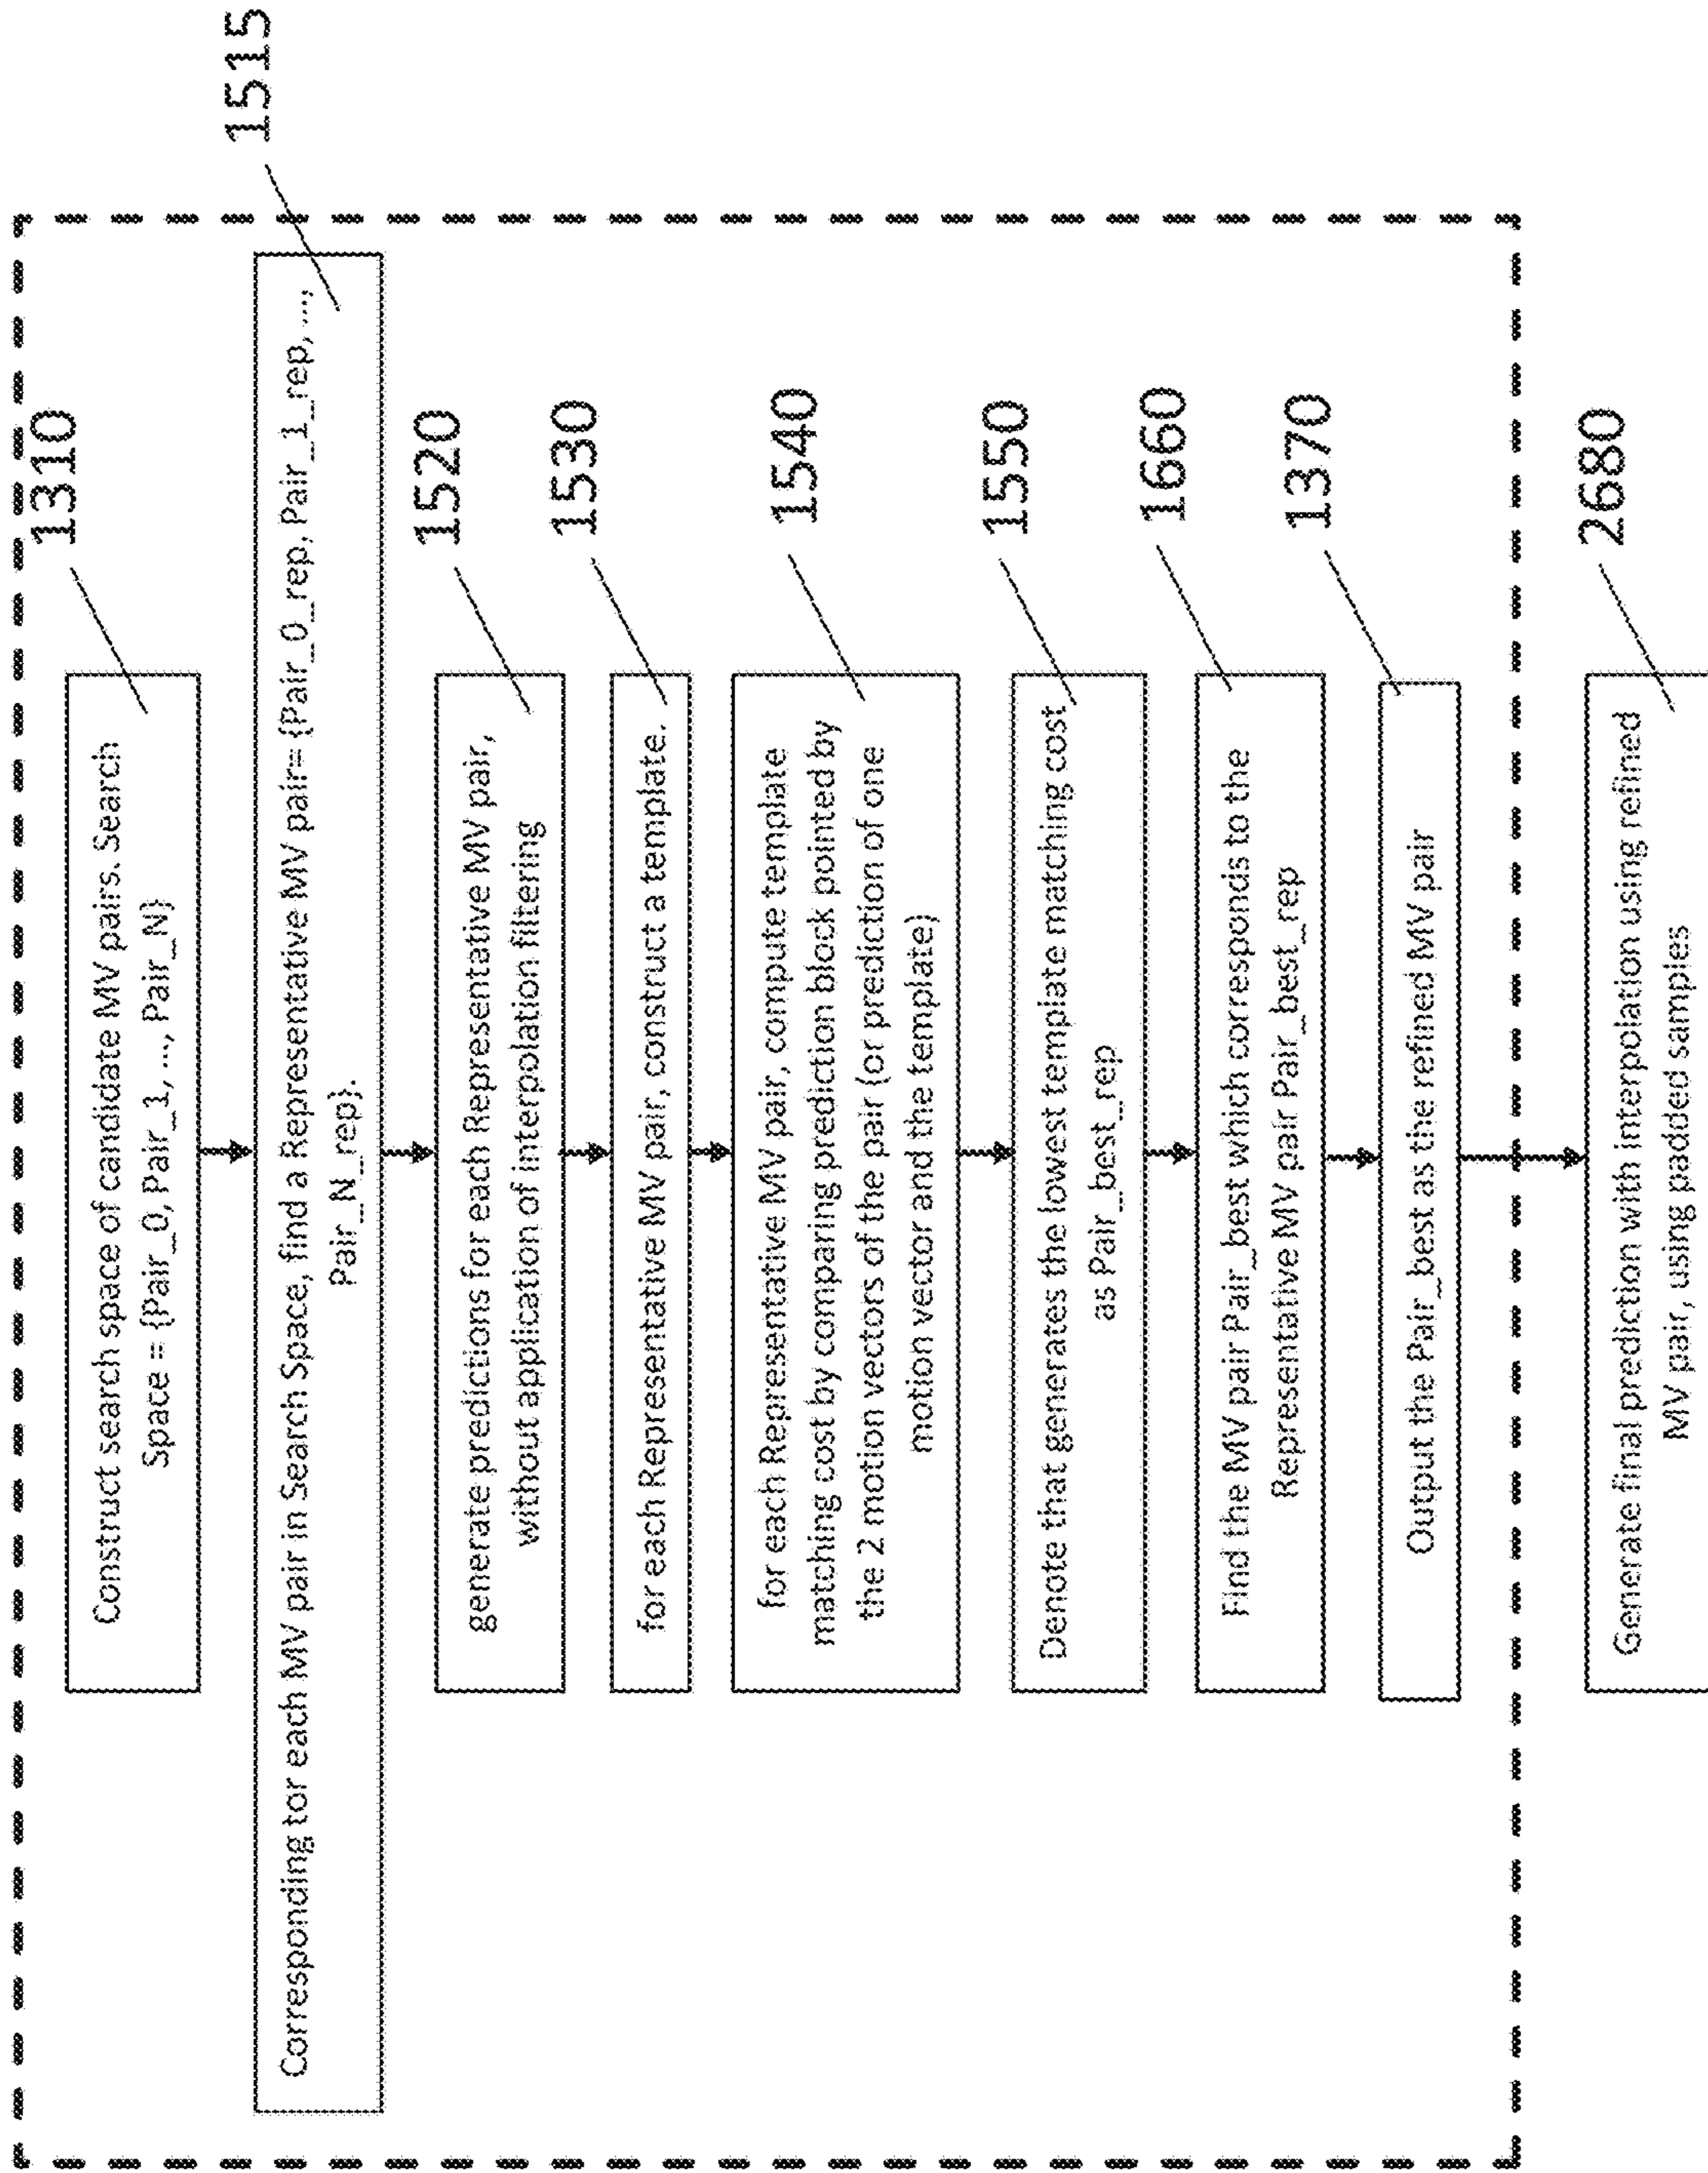 Construct search space of candidate MV pairs. Search
Space = {Pair_0, Pair_1, ..., Pair_N}
1310
Corresponding tor each MV pair in Search Space, find a Representative MV pair= {Pair_0_rep, Pair_1_rep, ...,
Pair_N_rep}.
1515
generate predictions for each Representative MV pair,
without application of interpolation filtering
1520
for each Representative MV pair, construct a template.
1530
for each Representative MV pair, compute template
matching cost by comparing prediction block pointed by
the 2 motion vectors of the pair (or prediction of one
motion vector and the template)
1540
Denote that generates the lowest template matching cost
as Pair_best_rep
1550
Find the MV pair Pair_best which corresponds to the
Representative MV pair Pair_best_rep
1660
Output the Pair_best as the refined MV pair
1370
Generate final prediction with interpolation using refined
MV pair, using padded samples
2680